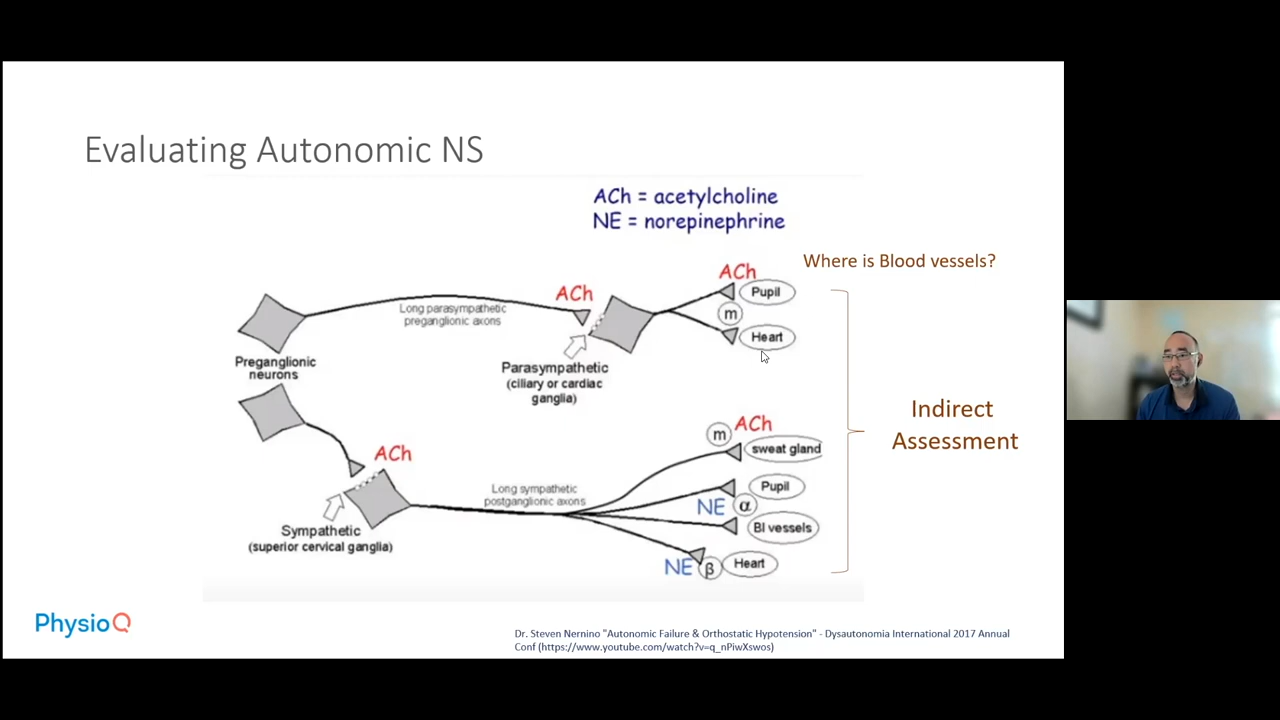 Evaluating Autonomic NS
ACh = acetylcholine
NE = norepinephrine
Where is Blood vessels?
ACh
Pupil
m
Heart
ACh
Long parasympathetic
preganglionic axons
Preganglionic
neurons
Parasympathetic
(ciliary or cardiac
ganglia)
Indirect
Assessment
ACh
m
sweat gland
ACh
Pupil
NE
α
Bl vessels
Long sympathetic
postganglionic axons
Sympathetic
(superior cervical ganglia)
NE
β
Heart
PhysioQ
Dr. Steven Nernino "Autonomic Failure & Orthostatic Hypotension" - Dysautonomia International 2017 Annual
Conf (https://www.youtube.com/watch?v=q_nPiwXswos)